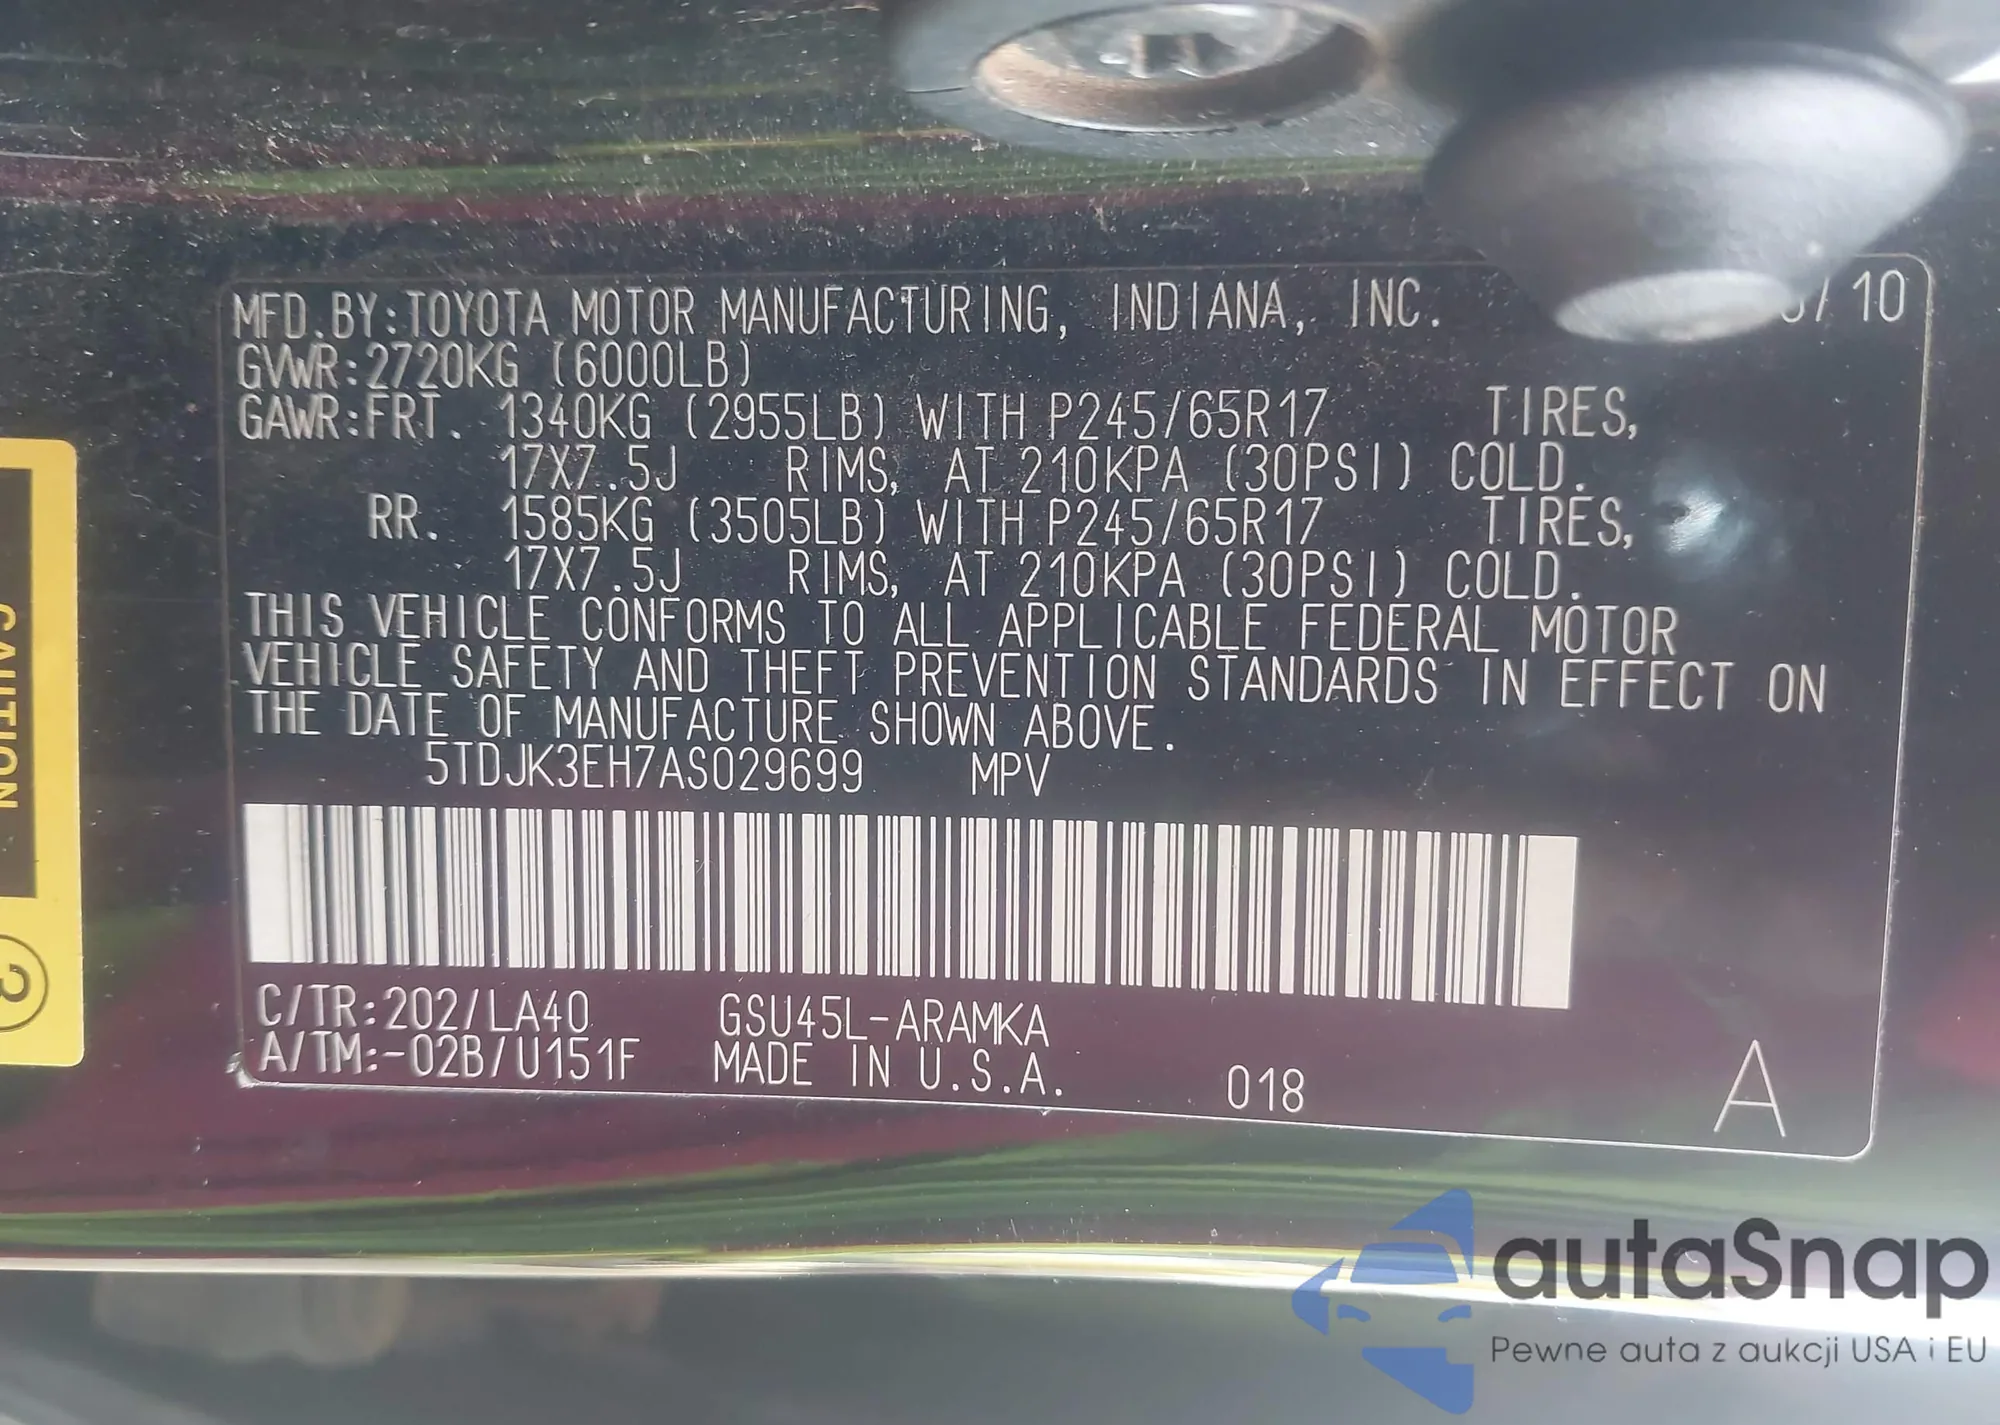 MFD.BY:TOYOTA MOTOR MANUFACTURING, INDIANA, INC. /10
GVWR:2720KG (6000LB)
GAWR:FRT. 1340KG (2955LB) WITH P245/65R17 TIRES,
17X7.5J RIMS, AT 210KPA (30PSI) COLD.
RR. 1585KG (3505LB) WITH P245/65R17 TIRES,
17X7.5J RIMS, AT 210KPA (30PSI) COLD.
THIS VEHICLE CONFORMS TO ALL APPLICABLE FEDERAL MOTOR
VEHICLE SAFETY AND THEFT PREVENTION STANDARDS IN EFFECT ON
THE DATE OF MANUFACTURE SHOWN ABOVE.
5TDJK3EH7AS029699 MPV
C/TR:202/LA40 GSU45L-ARAMKA
A/TM:-02B/U151F MADE IN U.S.A. 018 A
CAUTION
3
autaSnap
Pewne auta z aukcji USA i EU